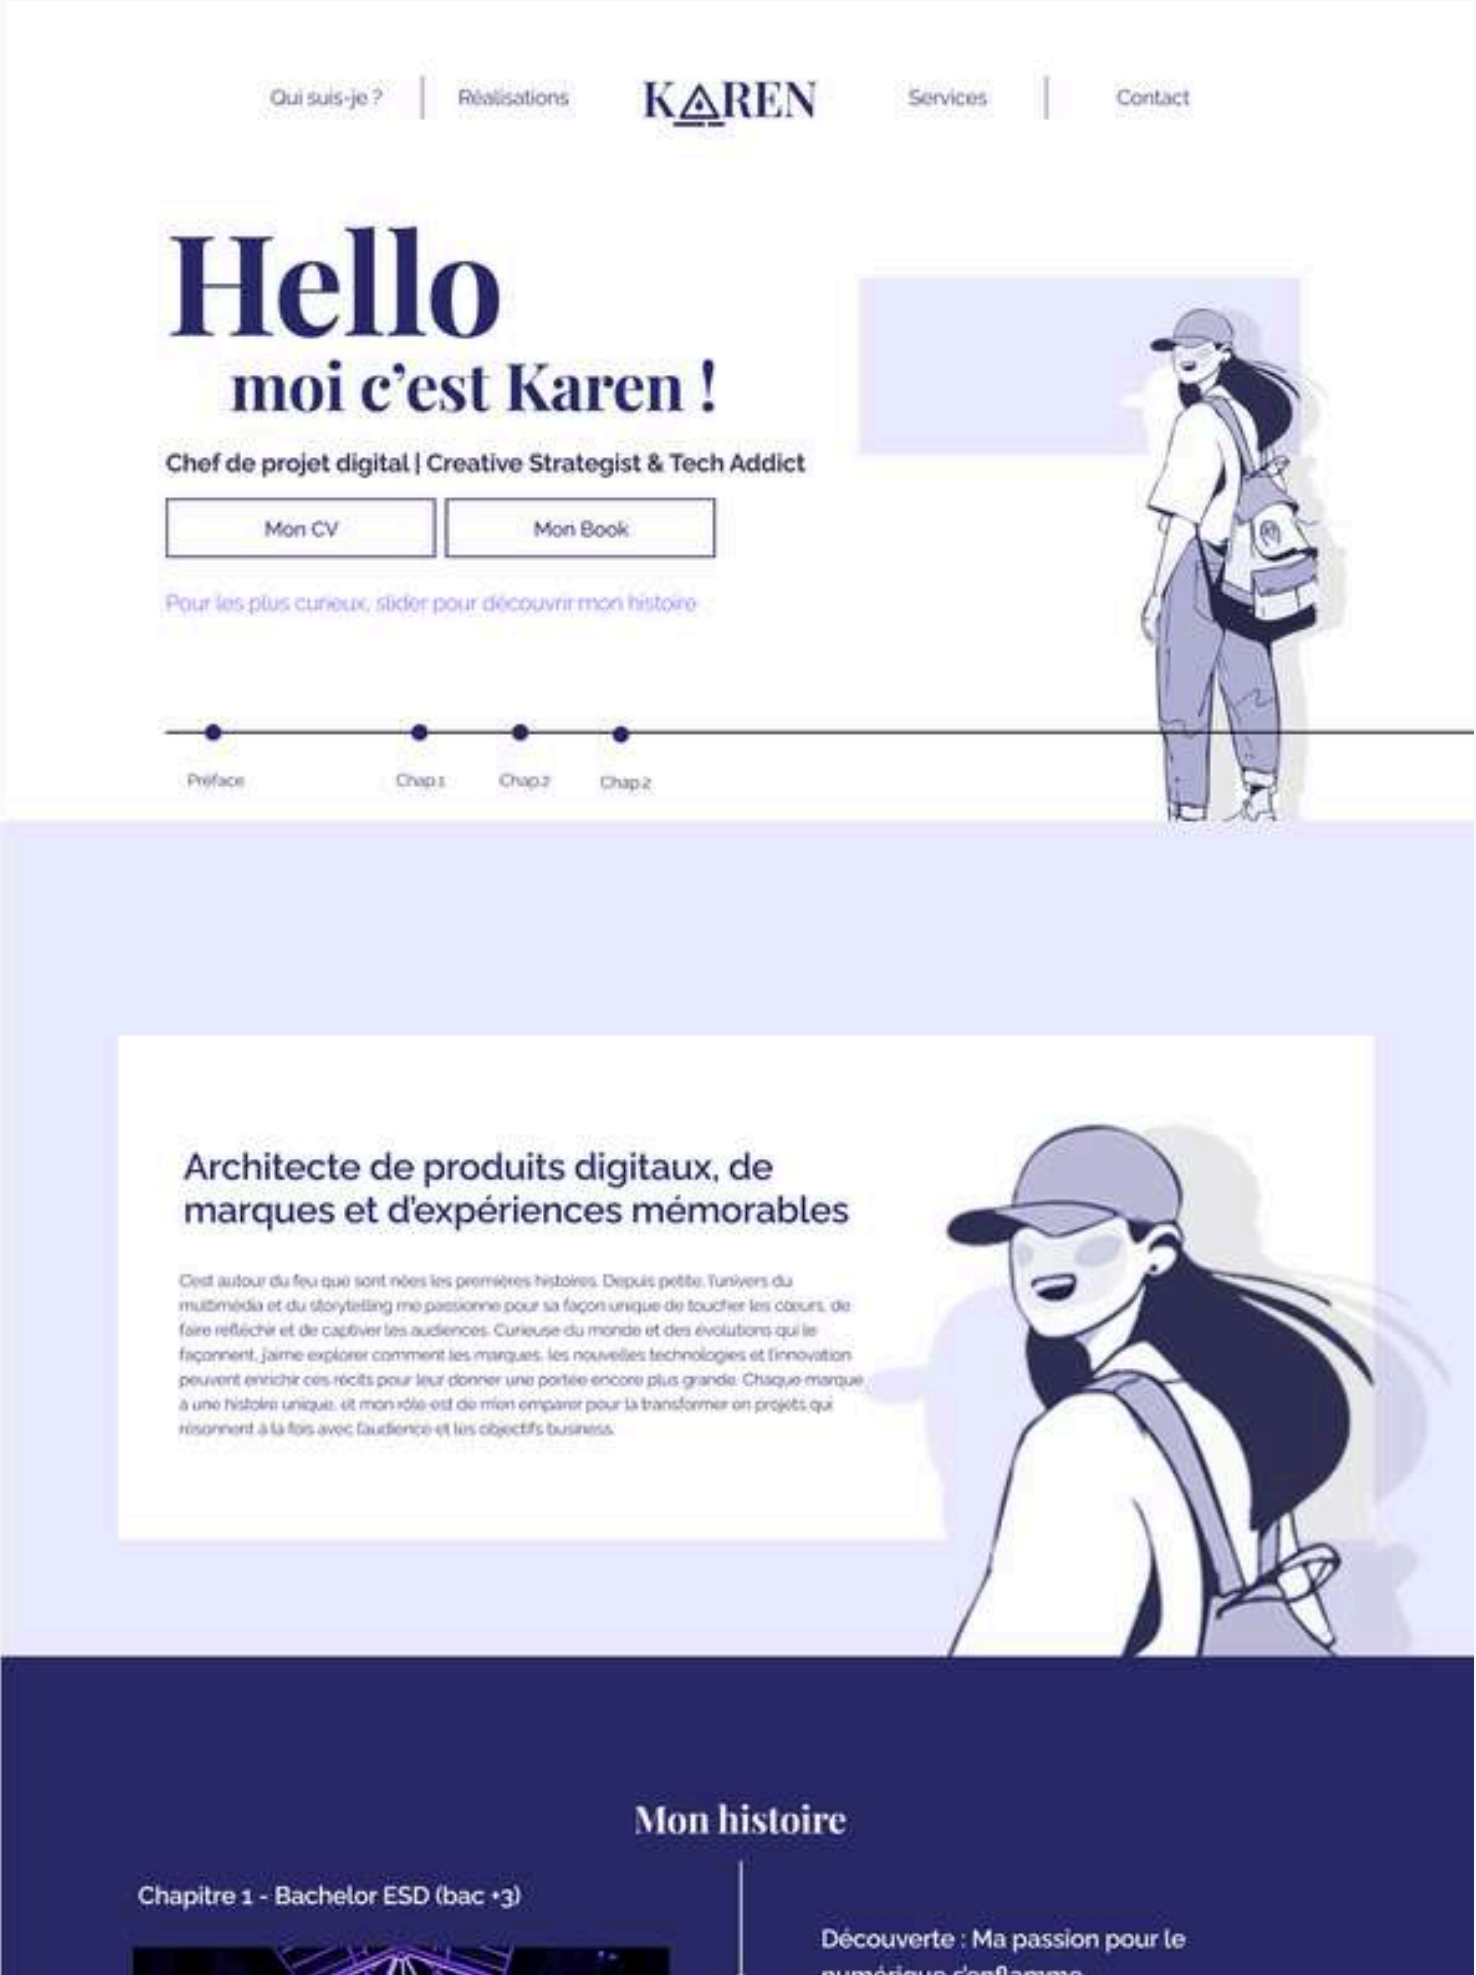 Qui suis-je ?
Réalisations
KAREN
Services
Contact
Hello
moi c’est Karen !
Chef de projet digital | Creative Strategist & Tech Addict
Mon CV
Mon Book
Pour les plus curieux, slider pour découvrir mon histoire
Préface
Chap.1
Chap.2
Chap.2
Architecte de produits digitaux, de
marques et d’expériences mémorables
C’est autour du feu que sont nées les premières histoires. Depuis petite, l’univers du
multimédia et du storytelling me passionne pour sa façon unique de toucher les cœurs, de
faire réfléchir et de captiver les audiences. Curieuse du monde et des évolutions qui le
façonnent, j’aime explorer comment les marques, les nouvelles technologies et l’innovation
peuvent enrichir ces récits pour leur donner une portée encore plus grande. Chaque marque
a une histoire unique, et mon rôle est de m’en emparer pour la transformer en projets qui
résonnent à la fois avec l’audience et les objectifs business.
Mon histoire
Chapitre 1 - Bachelor ESD (bac +3)
Découverte : Ma passion pour le
numérique s’enflamme